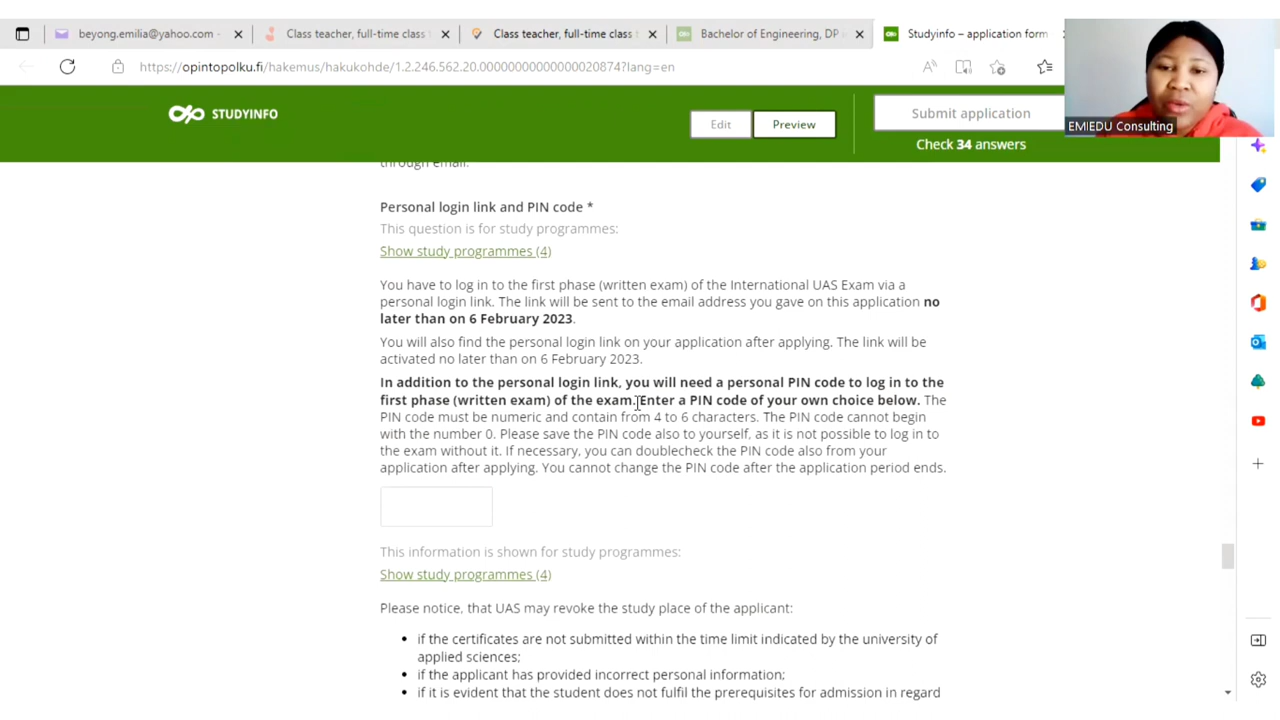 beyong.emilia@yahoo.com -
Class teacher, full-time class
Class teacher, full-time class
Bachelor of Engineering, DP
Studyinfo – application form
https://opintopolku.fi/hakemus/hakukohde/1.2.246.562.20.00000000000000020874?lang=en
STUDYINFO
Edit
Preview
Submit application
Check 34 answers
EMIEDU Consulting
through email.
Personal login link and PIN code *
This question is for study programmes:
Show study programmes (4)
You have to log in to the first phase (written exam) of the International UAS Exam via a
personal login link. The link will be sent to the email address you gave on this application no
later than on 6 February 2023.
You will also find the personal login link on your application after applying. The link will be
activated no later than on 6 February 2023.
In addition to the personal login link, you will need a personal PIN code to log in to the
first phase (written exam) of the exam. Enter a PIN code of your own choice below. The
PIN code must be numeric and contain from 4 to 6 characters. The PIN code cannot begin
with the number 0. Please save the PIN code also to yourself, as it is not possible to log in to
the exam without it. If necessary, you can doublecheck the PIN code also from your
application after applying. You cannot change the PIN code after the application period ends.
This information is shown for study programmes:
Show study programmes (4)
Please notice, that UAS may revoke the study place of the applicant:
• if the certificates are not submitted within the time limit indicated by the university of
applied sciences;
• if the applicant has provided incorrect personal information;
• if it is evident that the student does not fulfil the prerequisites for admission in regard